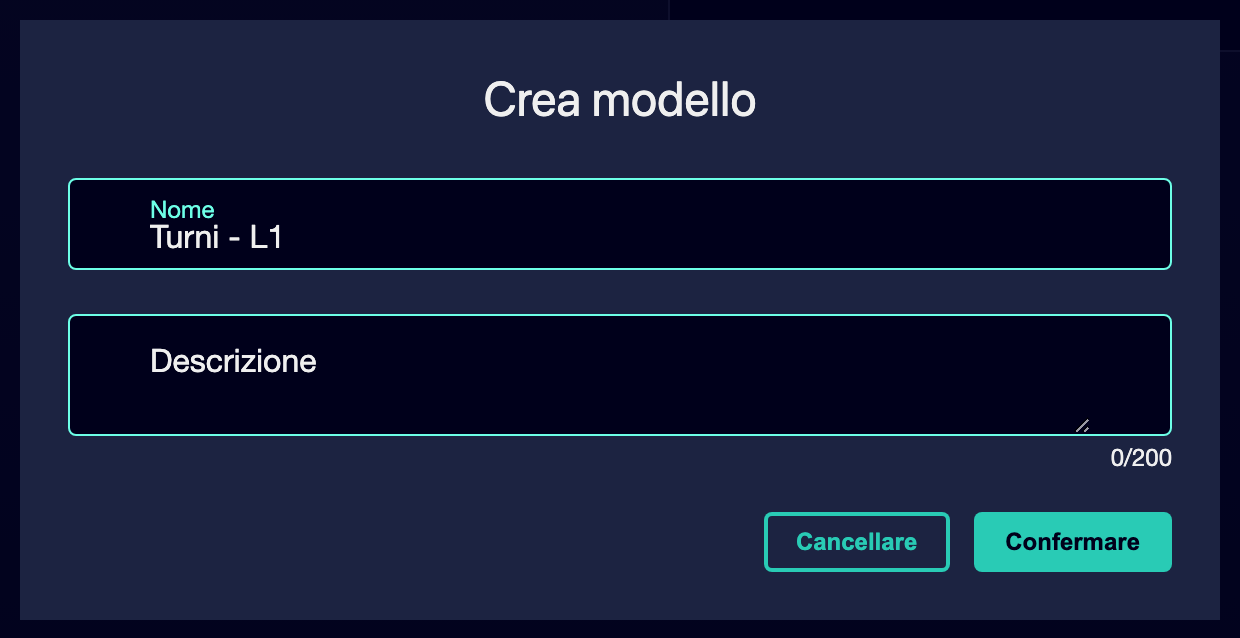 Crea modello
Nome
Turni - L1
Descrizione
0/200
Cancellare
Confermare